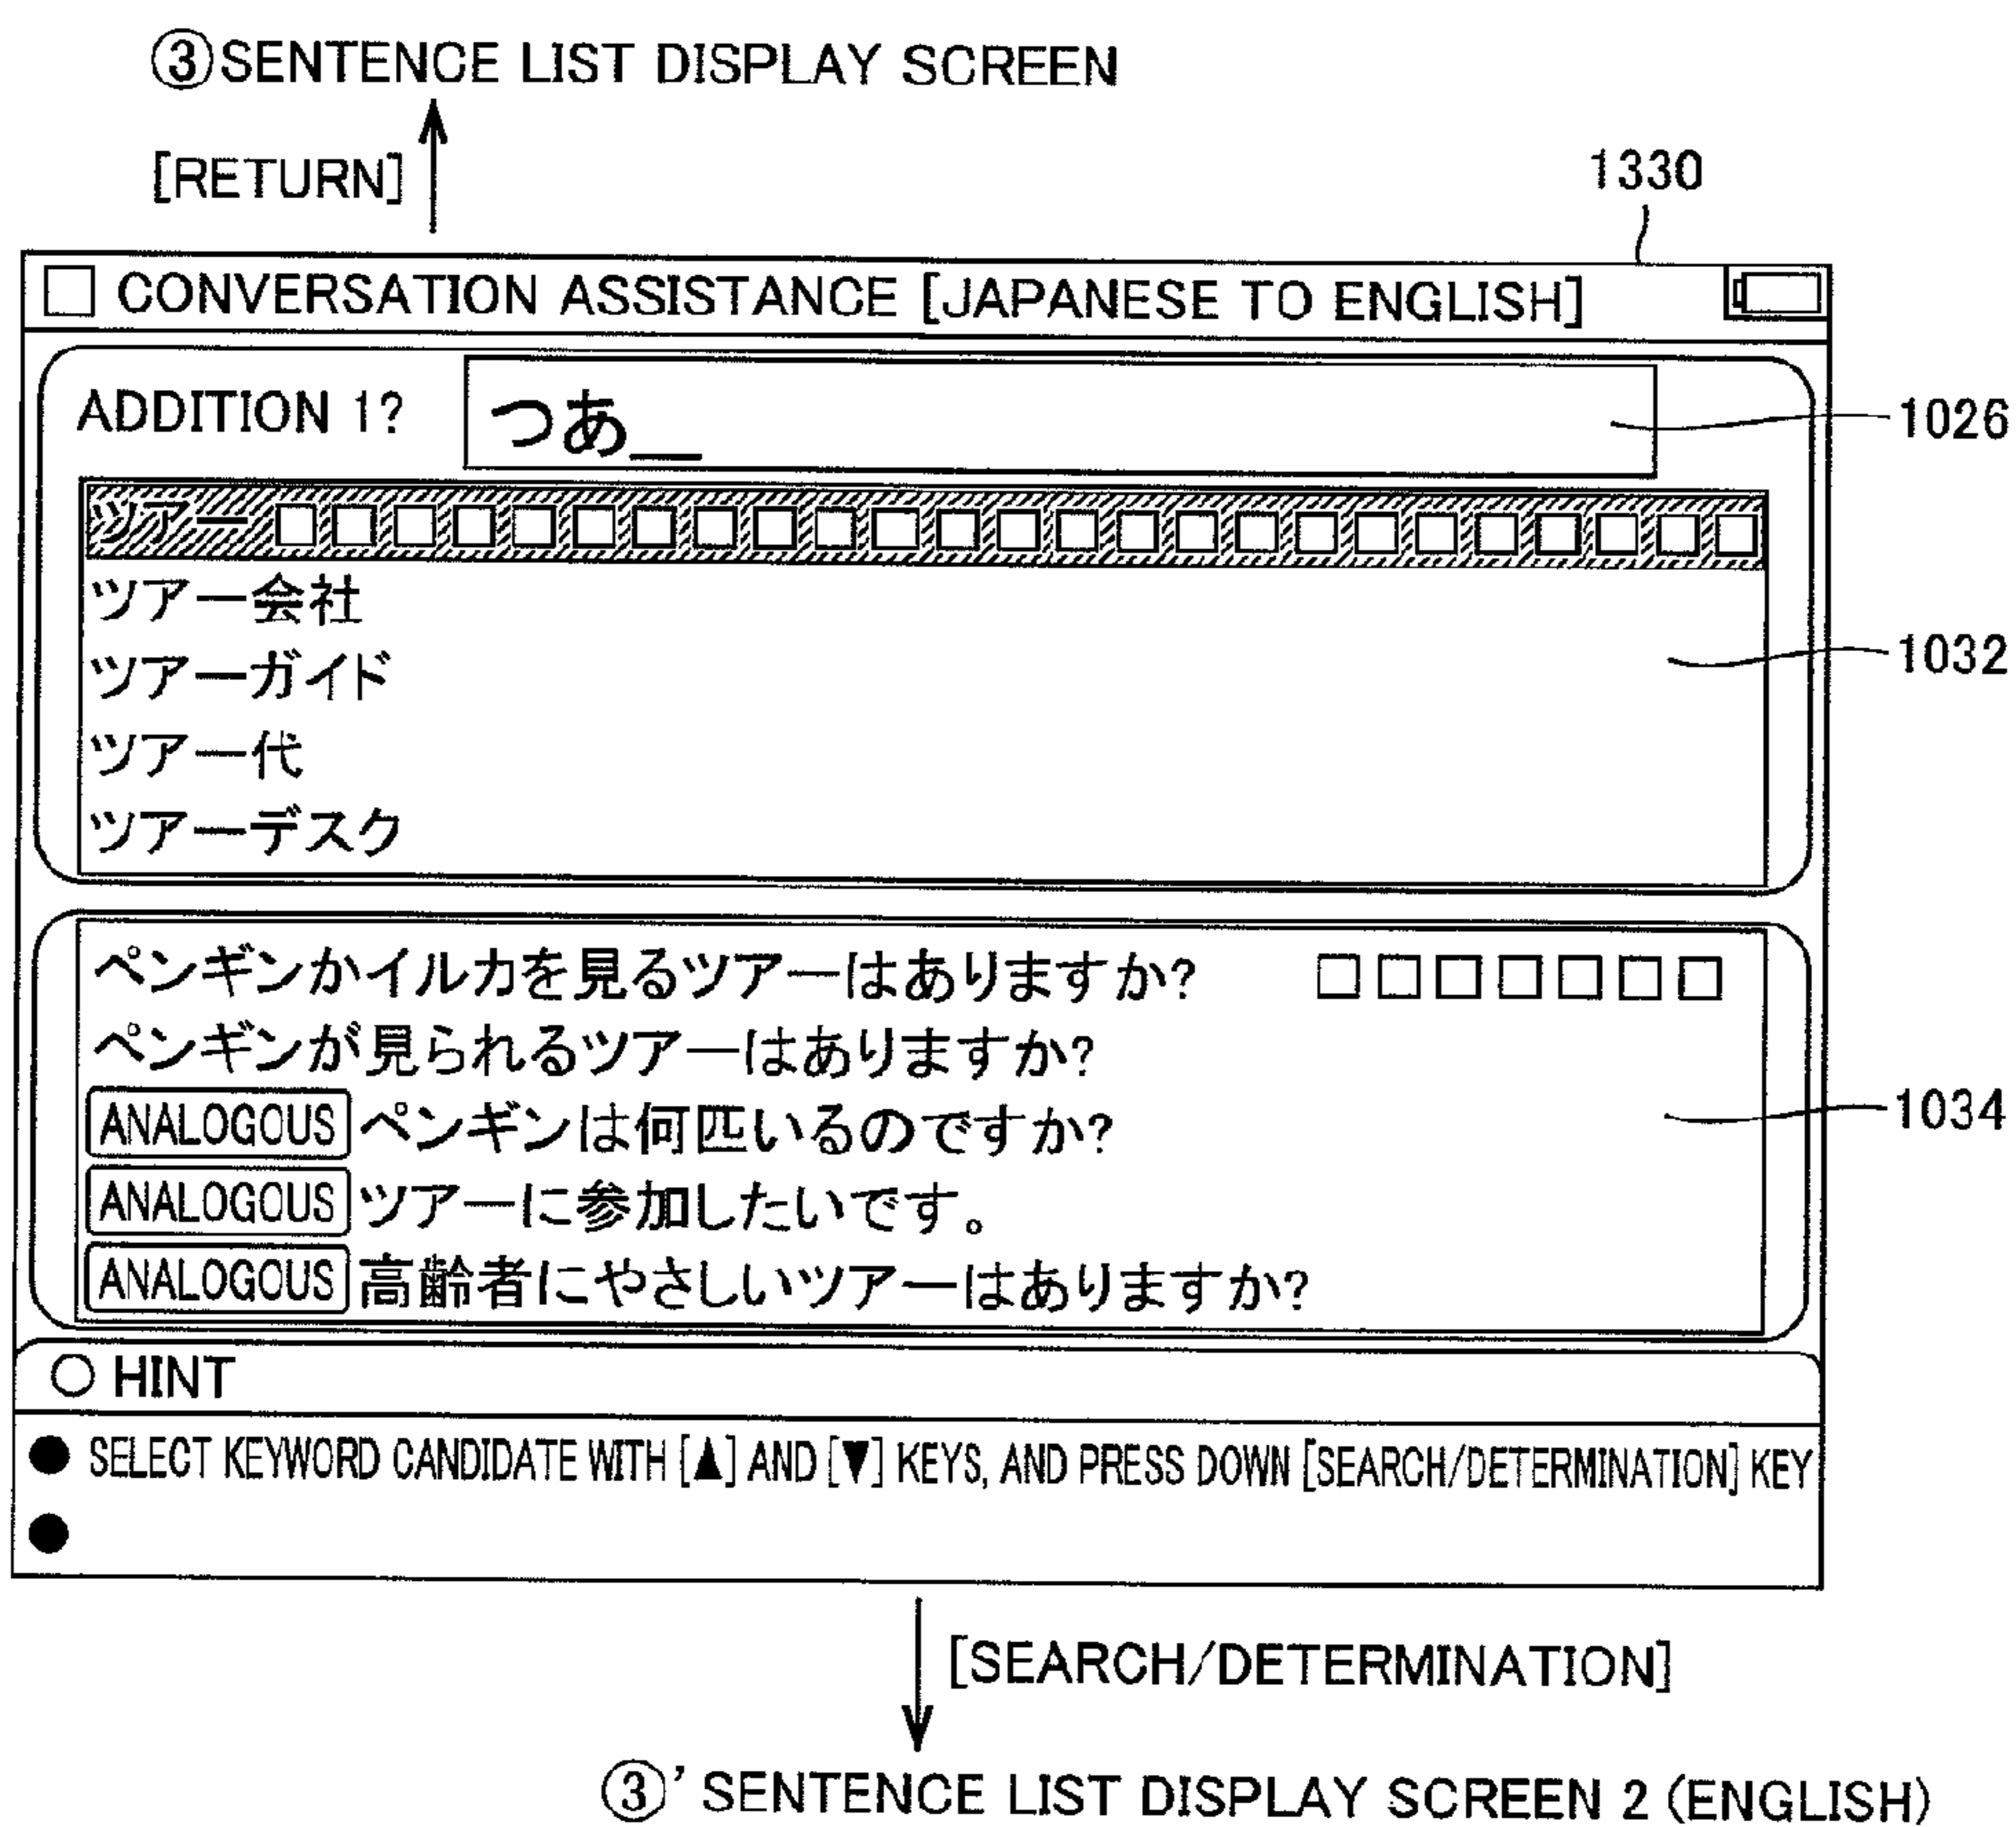 ③SENTENCE LIST DISPLAY SCREEN
[RETURN]
1330
□ CONVERSATION ASSISTANCE [JAPANESE TO ENGLISH]
ADDITION 1? つあ_
1026
ツアー□□□□□□□□□□□□□□□□□□□□□□□□□
ツアー会社
ツアーガイド
1032
ツアー代
ツアーデスク
ペンギンかイルカを見るツアーはありますか? □□□□□□□
ペンギンが見られるツアーはありますか?
ANALOGOUS ペンギンは何匹いるのですか?
1034
ANALOGOUS ツアーに参加したいです。
ANALOGOUS 高齢者にやさしいツアーはありますか?
○ HINT
● SELECT KEYWORD CANDIDATE WITH [▲] AND [▼] KEYS, AND PRESS DOWN [SEARCH/DETERMINATION] KEY
●
[SEARCH/DETERMINATION]
③' SENTENCE LIST DISPLAY SCREEN 2 (ENGLISH)